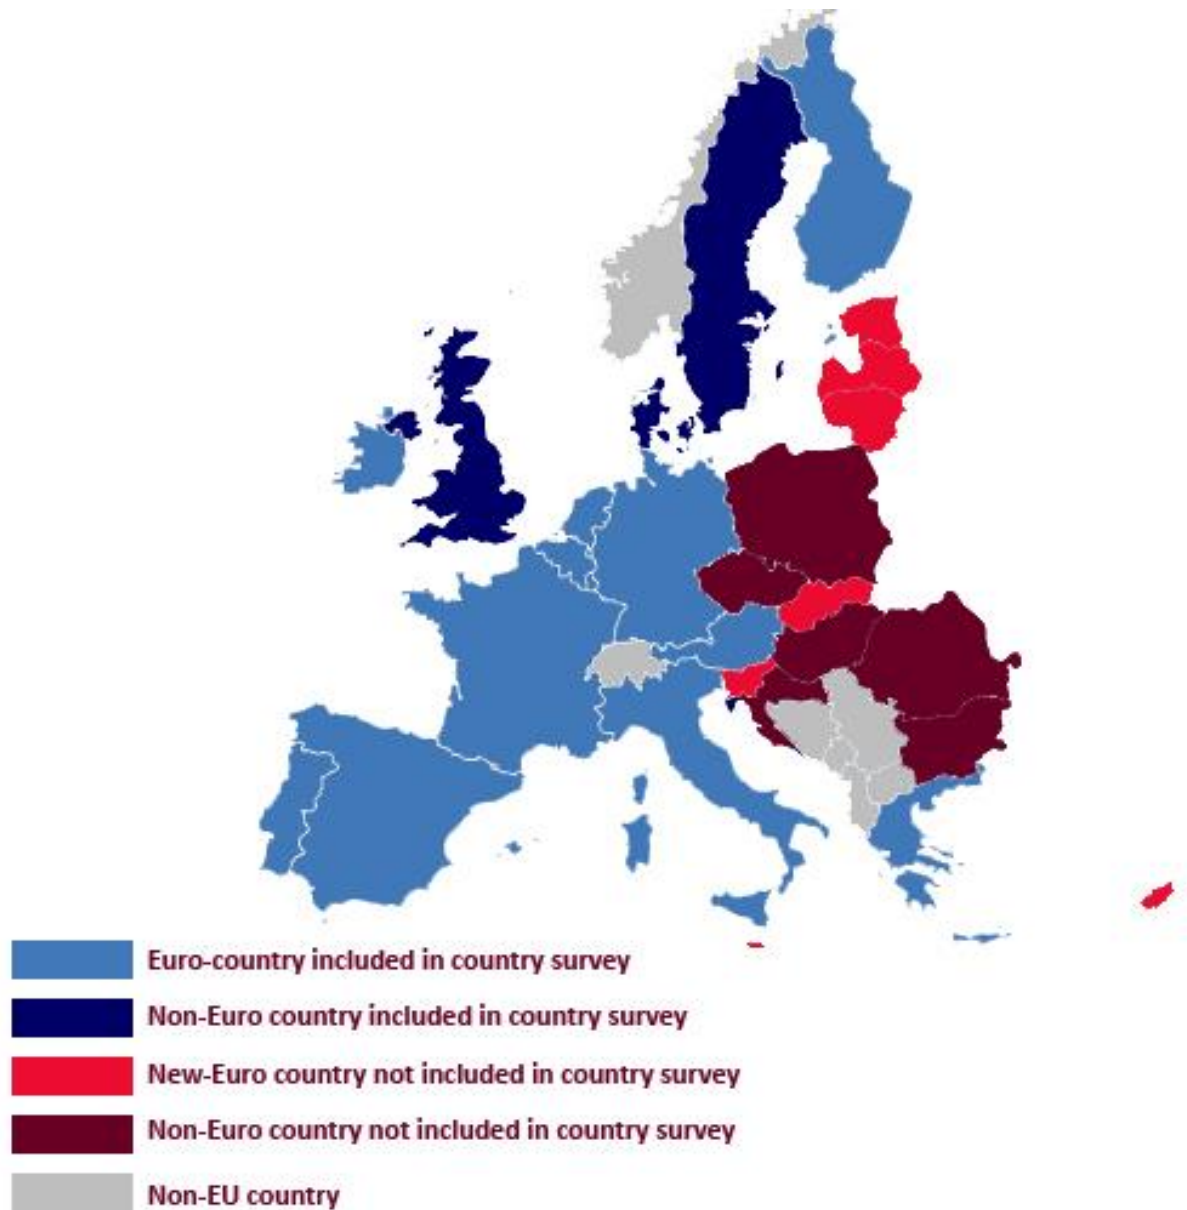 Euro-country included in country survey
Non-Euro country included in country survey
New-Euro country not included in country survey
Non-Euro country not included in country survey
Non-EU country